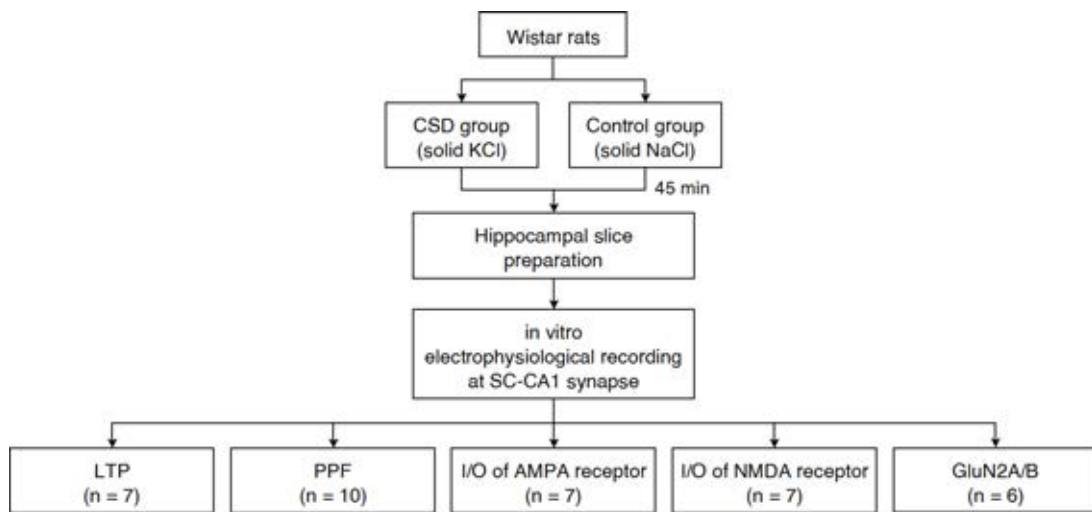 Wistar rats
CSD group
(solid KCl)
Control group
(solid NaCl)
45 min
Hippocampal slice
preparation
in vitro
electrophysiological recording
at SC-CA1 synapse
LTP
(n = 7)
PPF
(n = 10)
I/O of AMPA receptor
(n = 7)
I/O of NMDA receptor
(n = 7)
GluN2A/B
(n = 6)